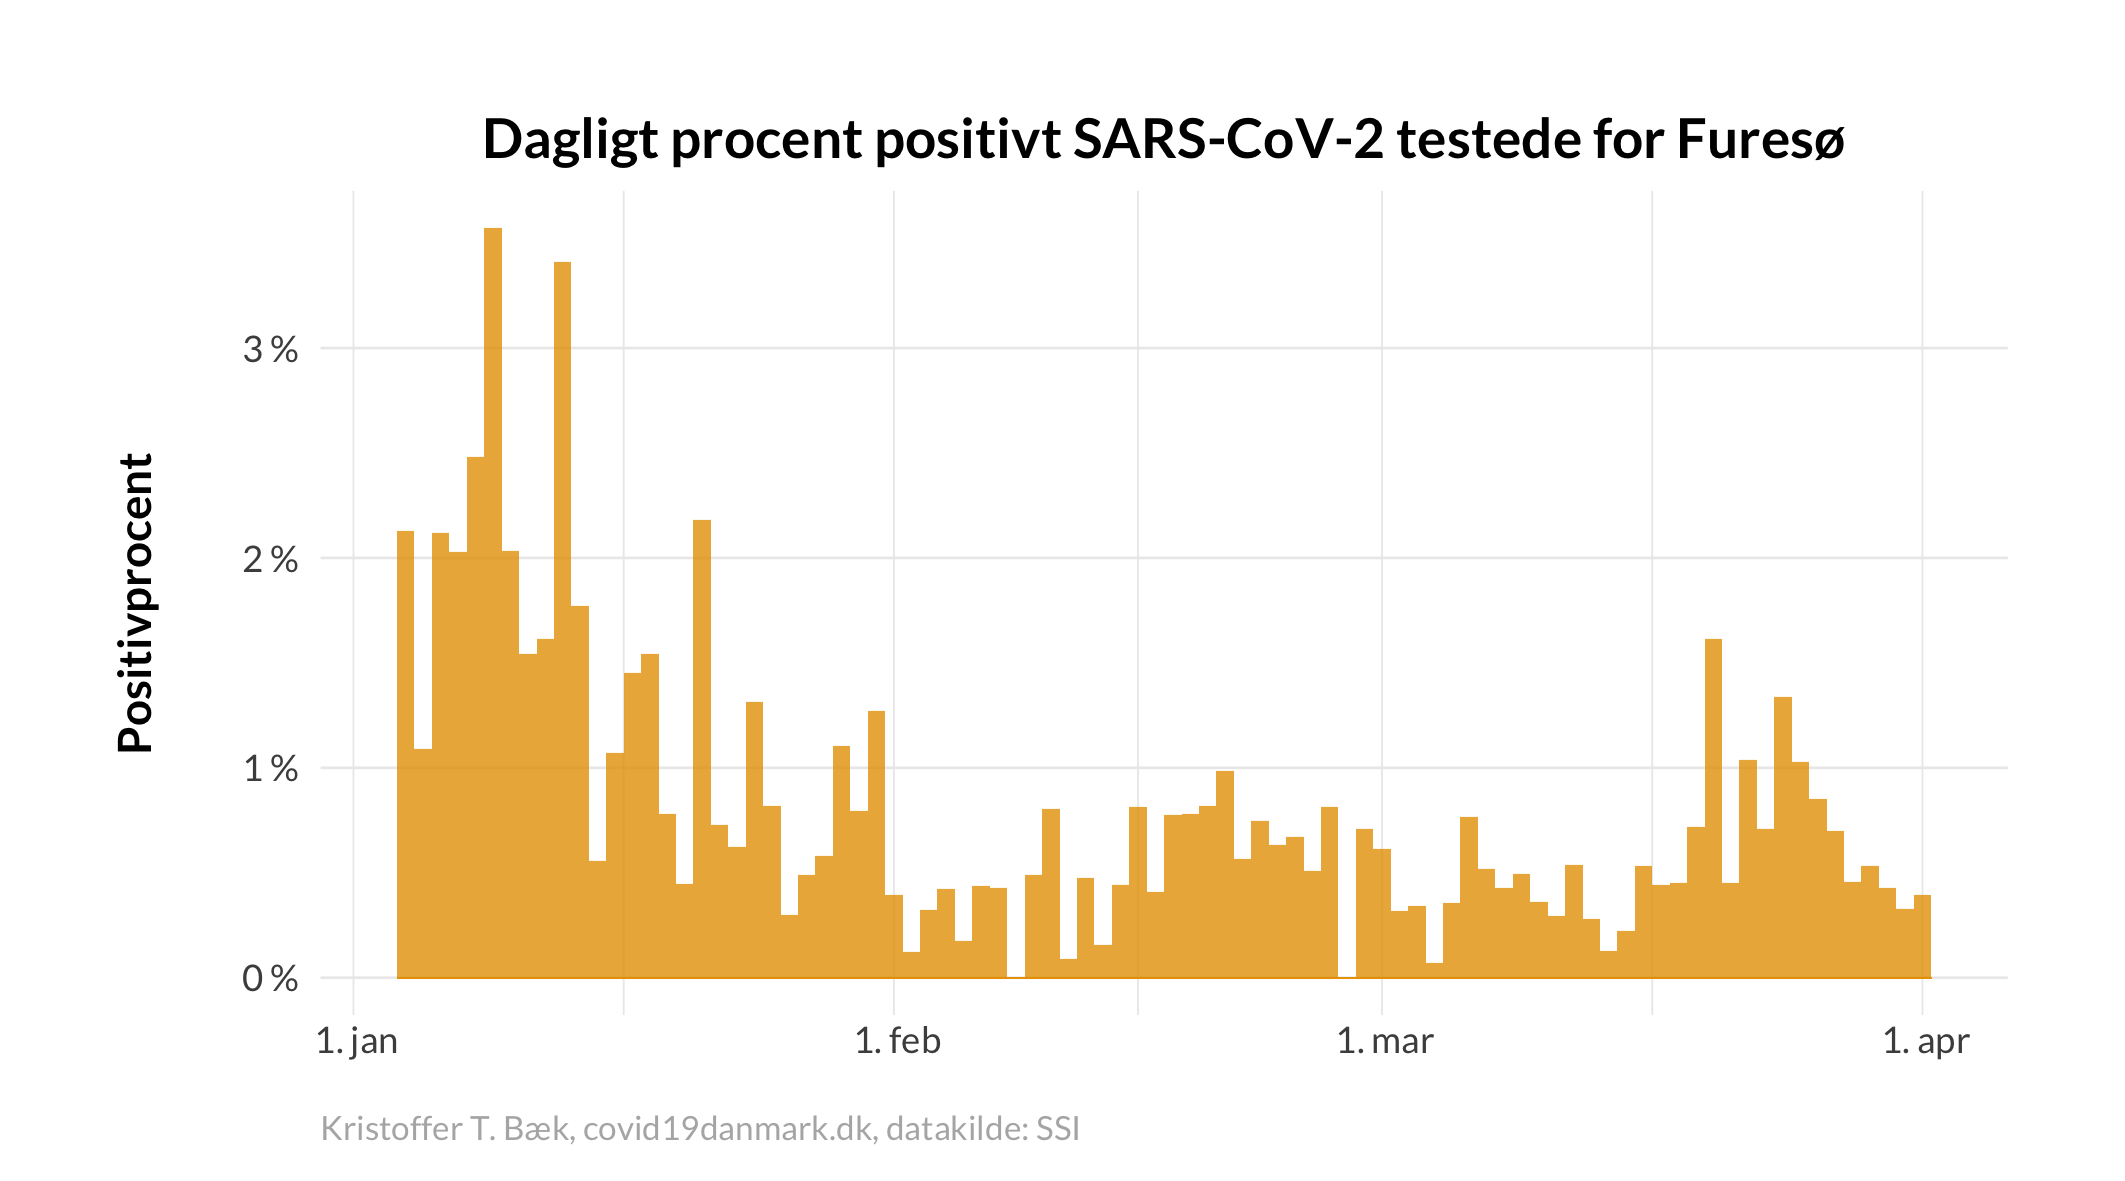 Dagligt procent positivt SARS-CoV-2 testede for Furesø
Positivprocent
3 %
2 %
1 %
0 %
1. jan
1. feb
1. mar
1. apr
Kristoffer T. Bæk, covid19danmark.dk, datakilde: SSI